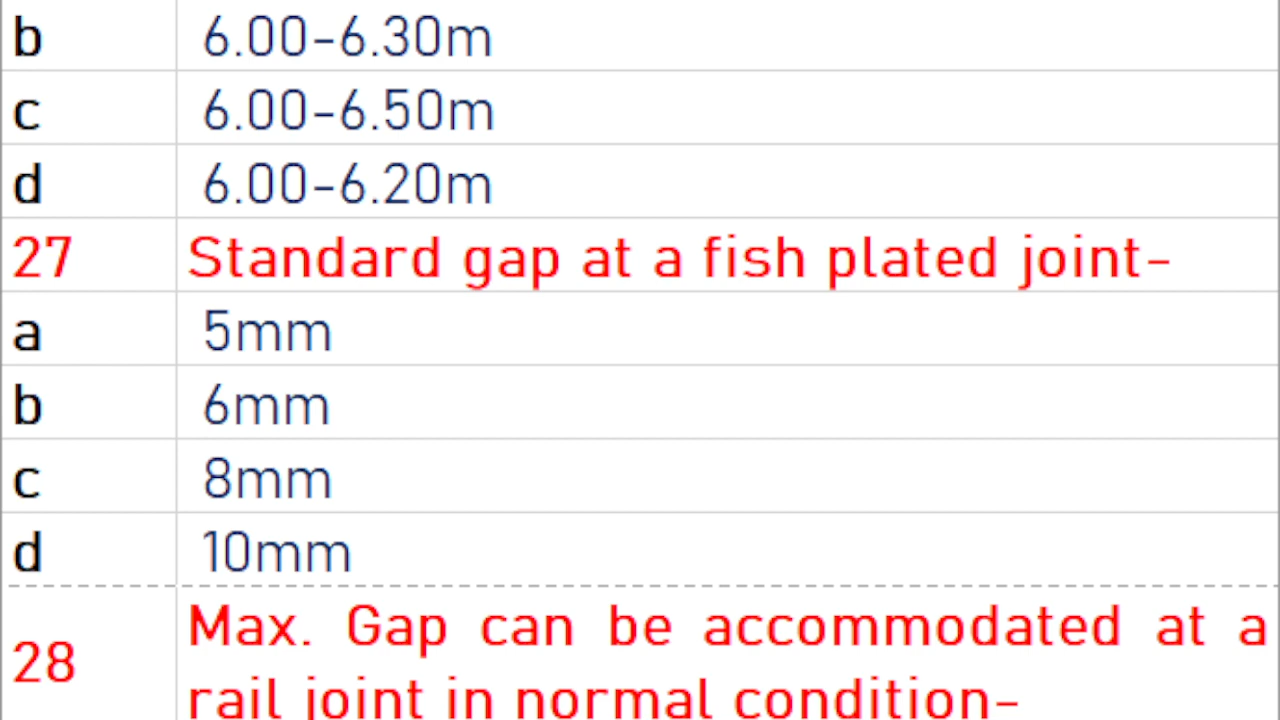 b 6.00-6.30m
c 6.00-6.50m
d 6.00-6.20m
27 Standard gap at a fish plated joint-
a 5mm
b 6mm
c 8mm
d 10mm
28 Max. Gap can be accommodated at a
rail joint in normal condition-